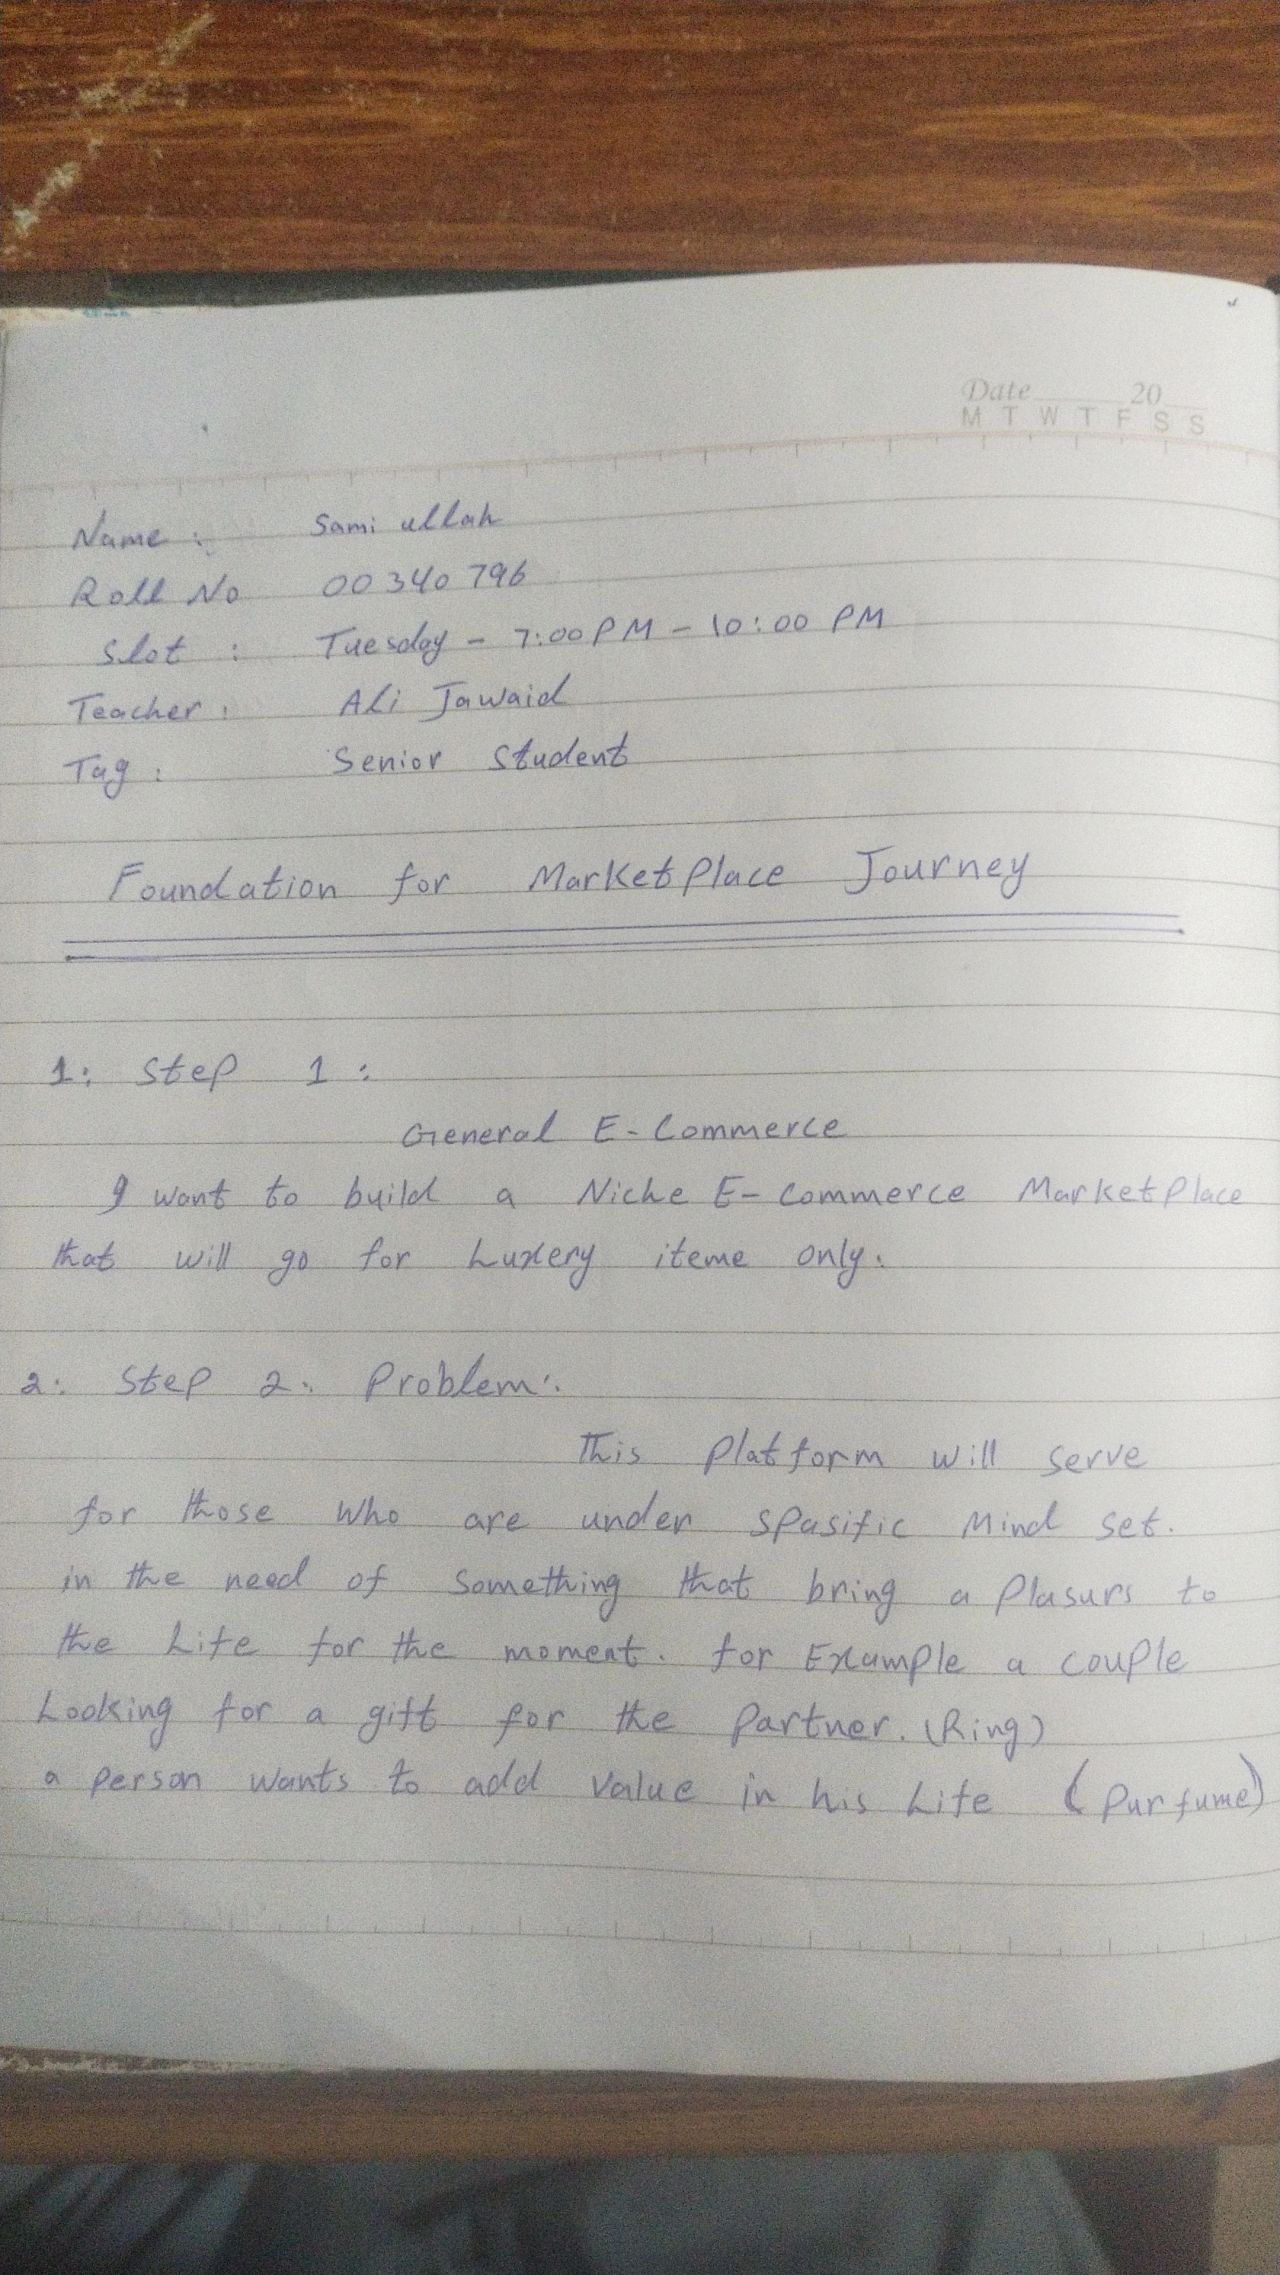 Date 20
M T W T F S S
Name : Sami ullah
Roll No 00340796
Slot : Tuesday - 7:00 PM - 10:00 PM
Teacher : Ali Jawaid
Tag : Senior Student
Foundation for MarketPlace Journey
1: Step 1 :
General E-Commerce
I want to build a Niche E-commerce MarketPlace
that will go for Luxery iteme only.
2: Step 2: Problem:
This Platform will serve
for those who are under spasific Mind set.
in the need of something that bring a Plasurs to
the Life for the moment. for Example a couple
Looking for a gift for the Partner. (Ring)
a person wants to add value in his Life (Purfume)